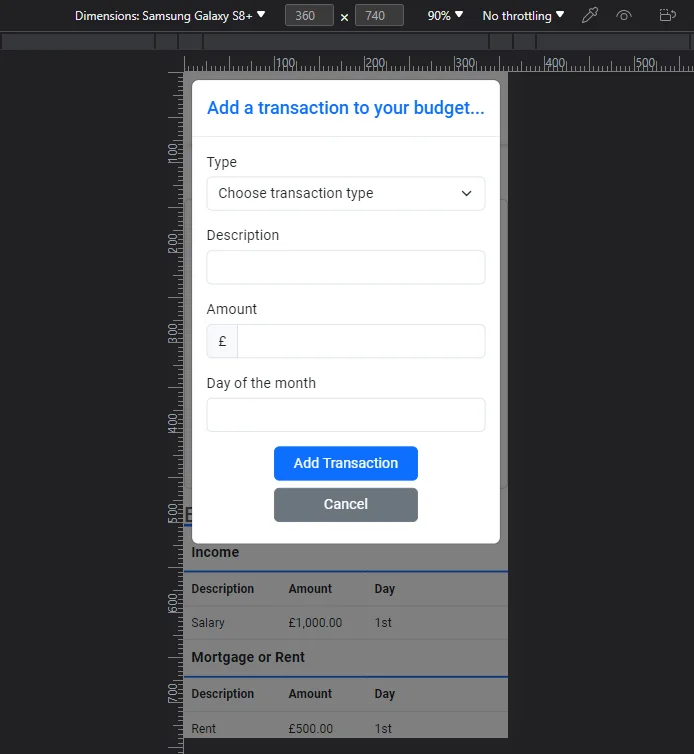 Dimensions: Samsung Galaxy S8+ 360 × 740 90% No throttling
100 200 300 400 500
Add a transaction to your budget...
100
Type
Choose transaction type
200
Description
300
Amount
£
Day of the month
400
Add Transaction
Cancel
500
Income
Description Amount Day
600
Salary £1,000.00 1st
Mortgage or Rent
700
Description Amount Day
Rent £500.00 1st